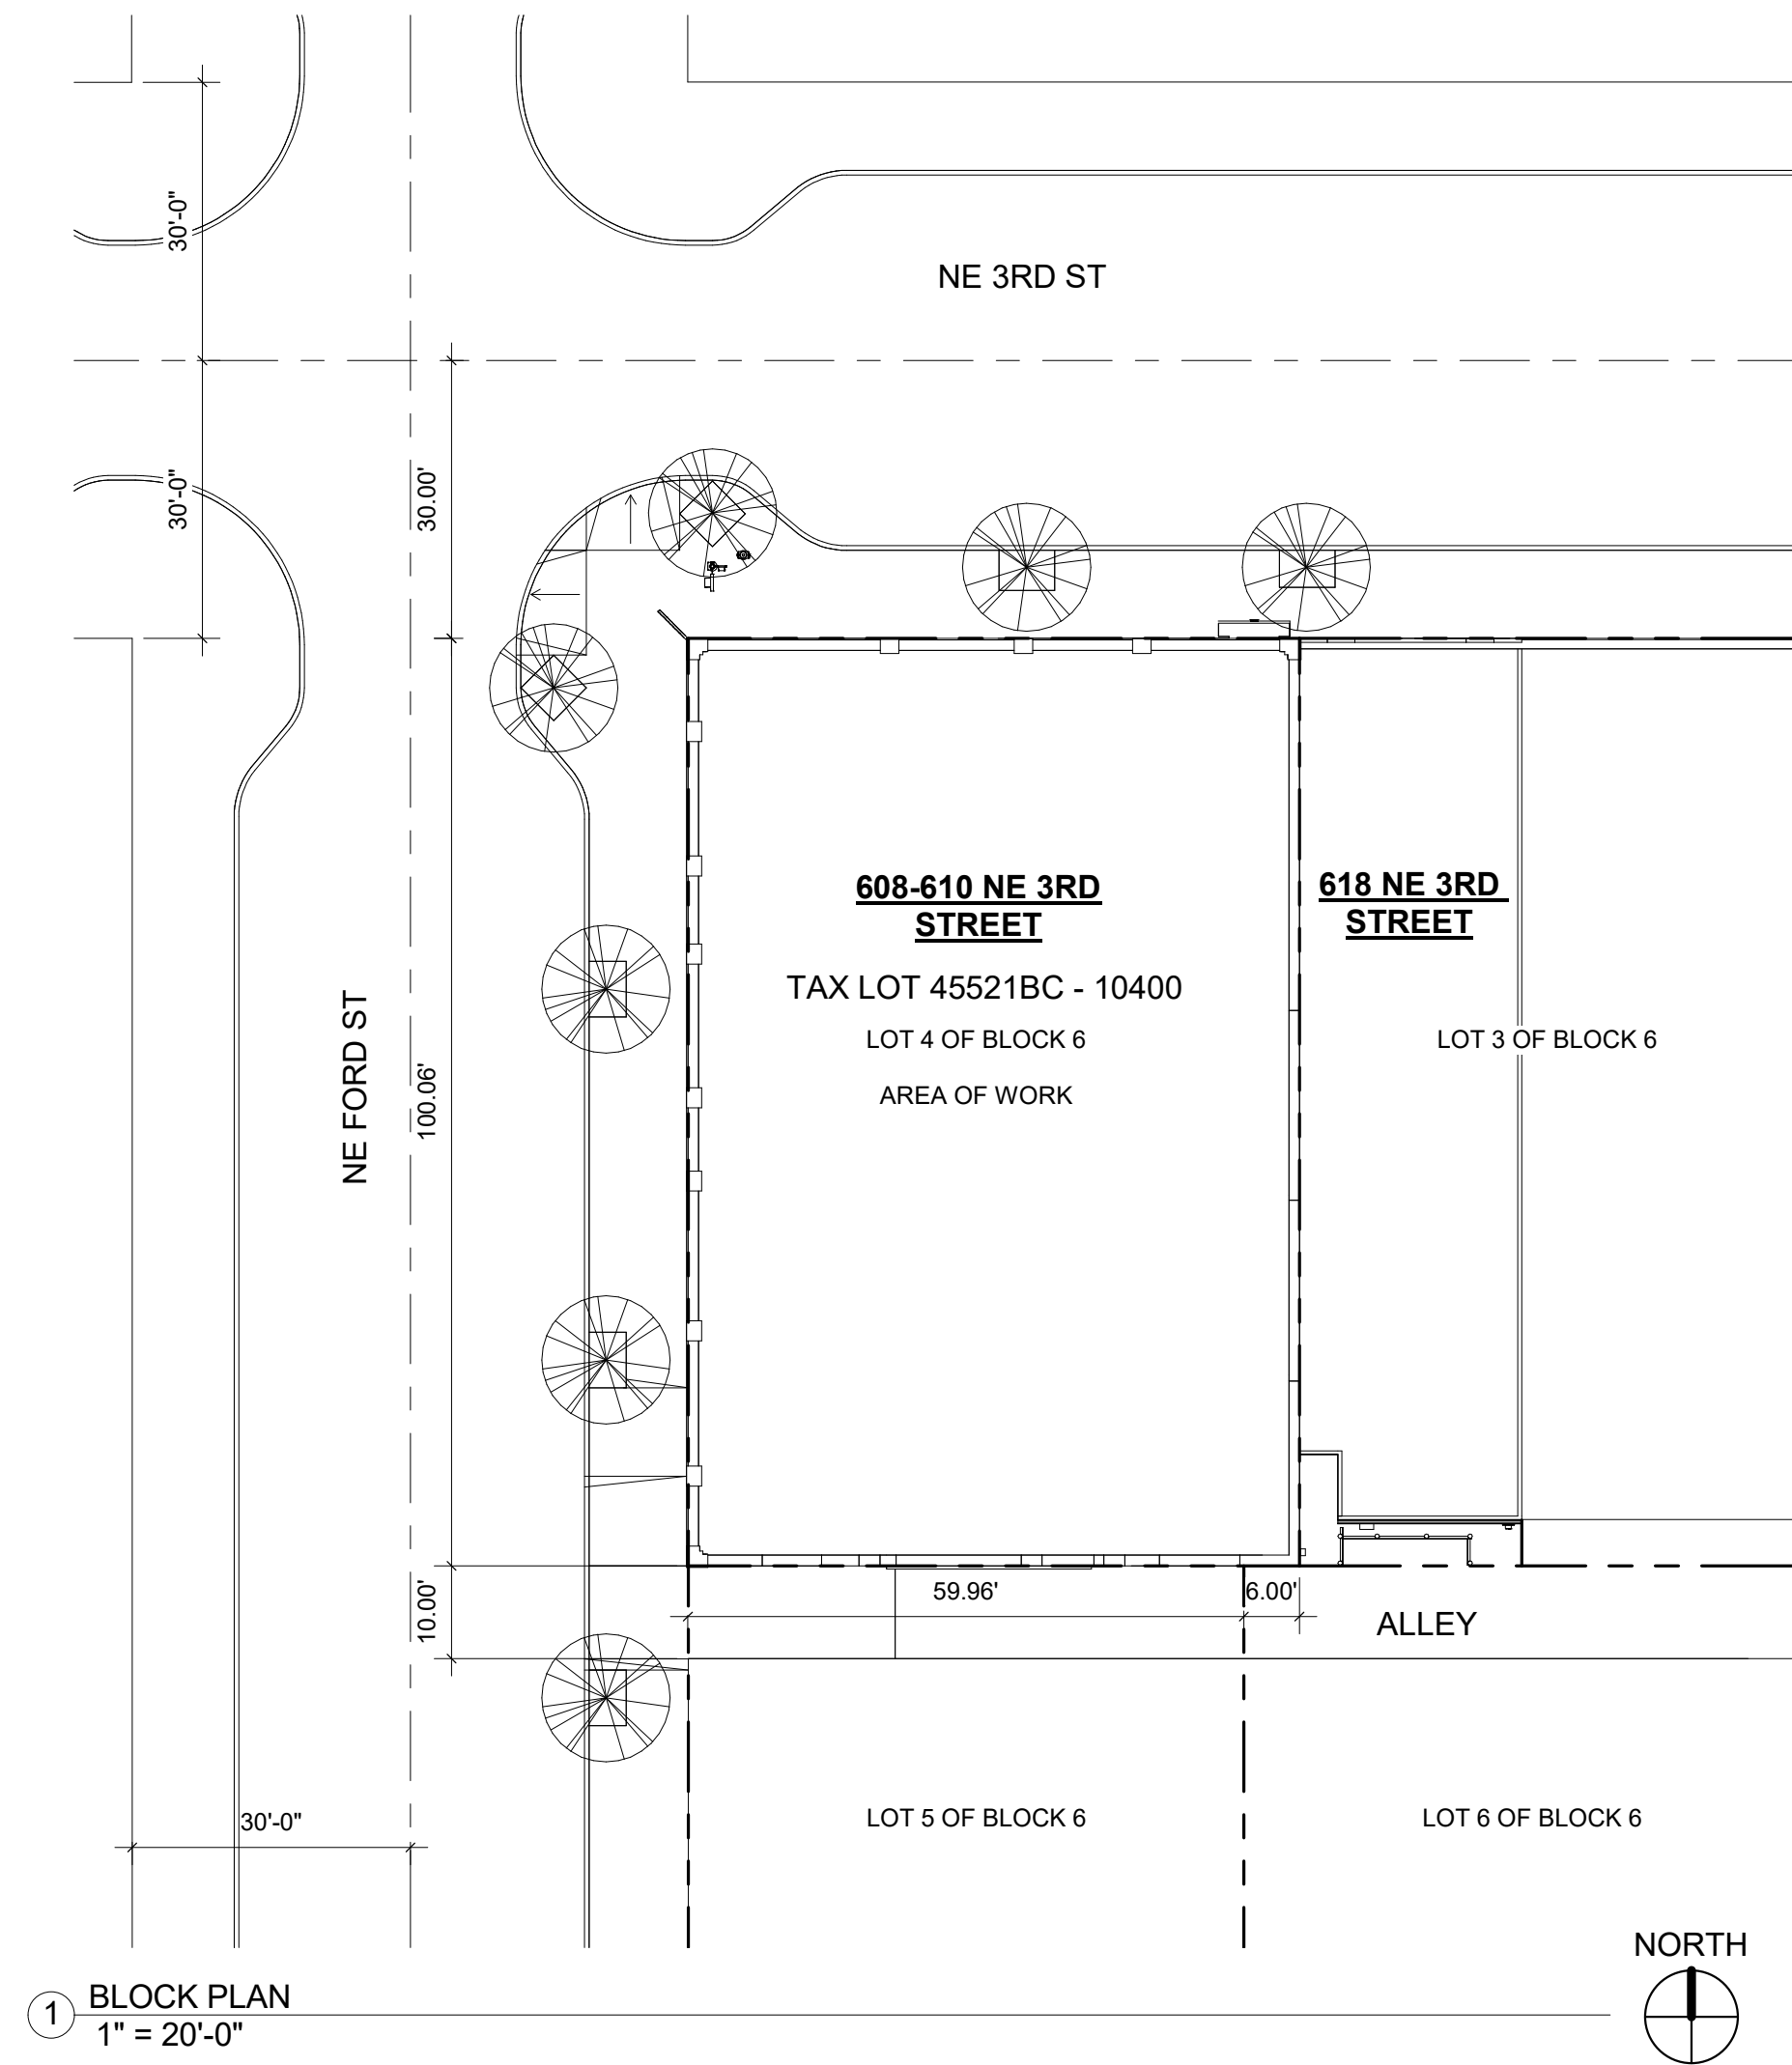 30'-0"
NE 3RD ST
30'-0"
30.00'
608-610 NE 3RD
STREET
618 NE 3RD
STREET
TAX LOT 45521BC - 10400
LOT 4 OF BLOCK 6
LOT 3 OF BLOCK 6
AREA OF WORK
NE FORD ST
100.06'
10.00'
59.96'
6.00'
ALLEY
30'-0"
LOT 5 OF BLOCK 6
LOT 6 OF BLOCK 6
NORTH
1
BLOCK PLAN
1" = 20'-0"